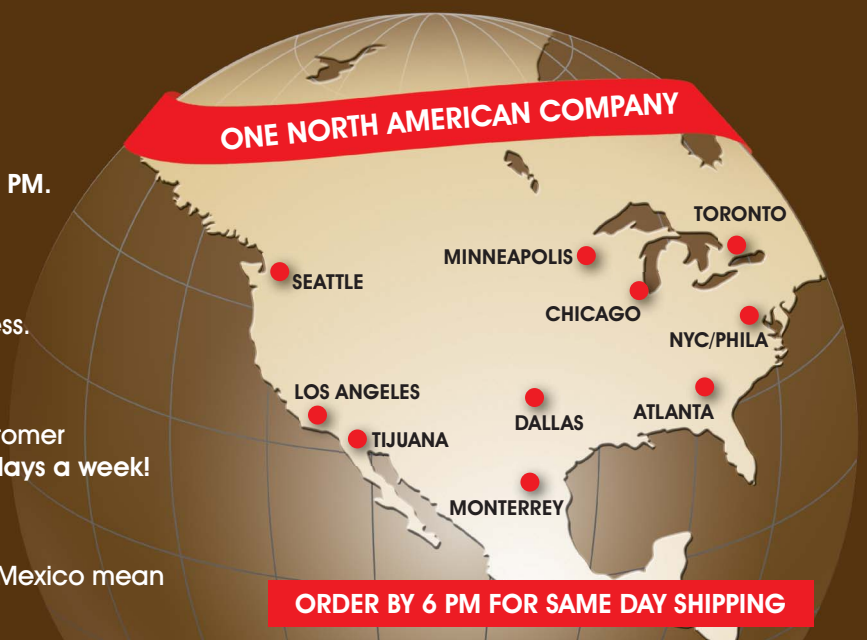 ONE NORTH AMERICAN COMPANY
PM.
TORONTO
MINNEAPOLIS
SEATTLE
CHICAGO
ess.
NYC/PHILA
LOS ANGELES
ATLANTA
DALLAS
TIJUANA
omer
days a week!
MONTERREY
Mexico mean
ORDER BY 6 PM FOR SAME DAY SHIPPING